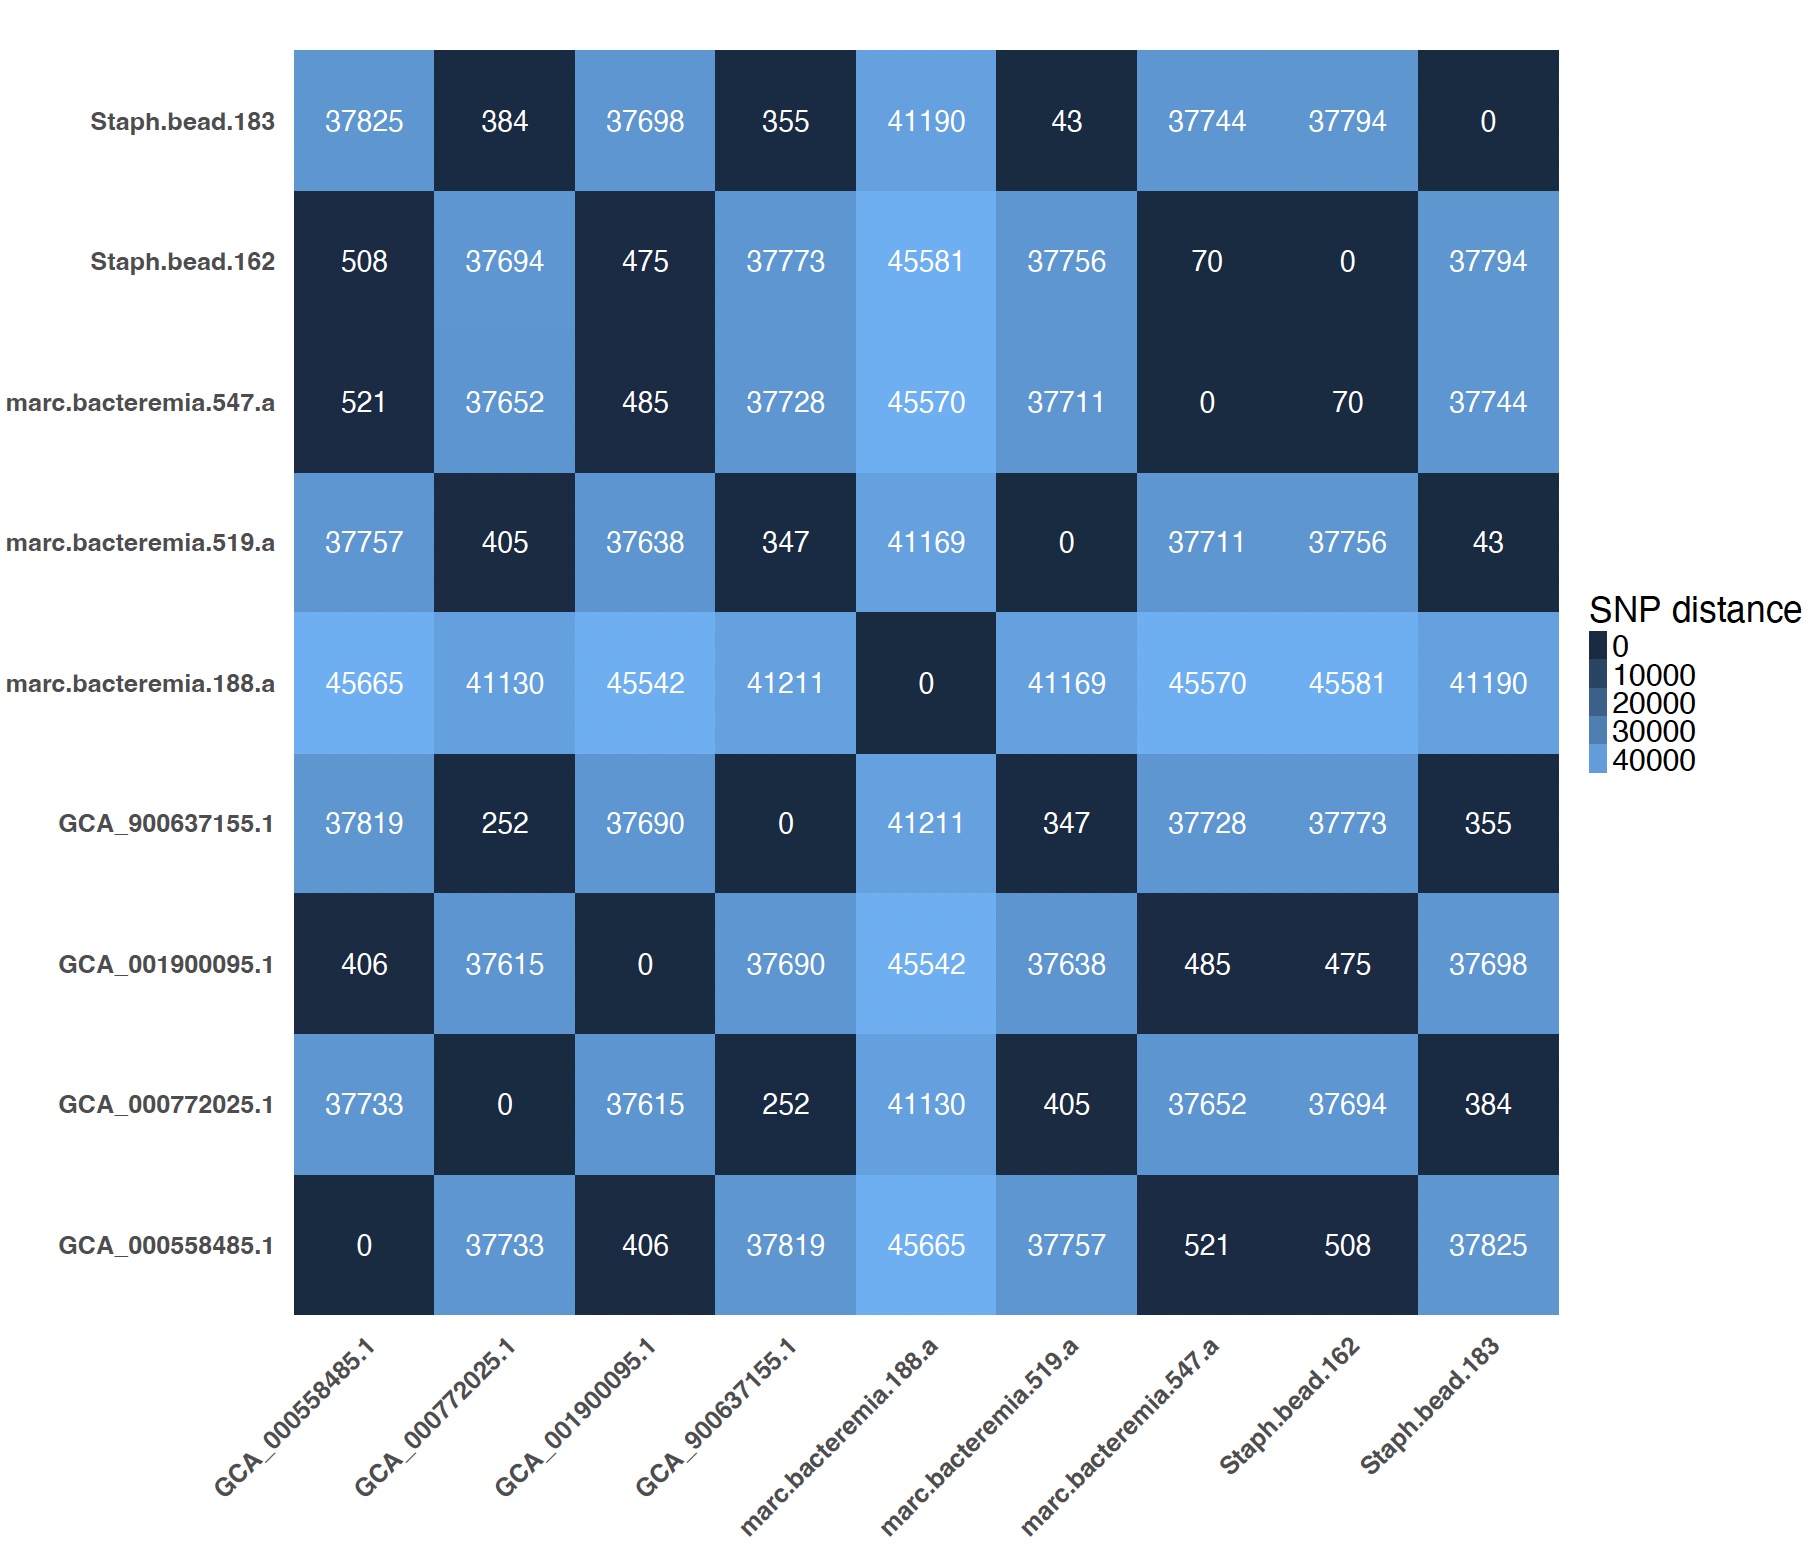 Staph.bead.183 37825 384 37698 355 41190 43 37744 37794 0
Staph.bead.162 508 37694 475 37773 45581 37756 70 0 37794
marc.bacteremia.547.a 521 37652 485 37728 45570 37711 0 70 37744
marc.bacteremia.519.a 37757 405 37638 347 41169 0 37711 37756 43
marc.bacteremia.188.a 45665 41130 45542 41211 0 41169 45570 45581 41190
GCA_900637155.1 37819 252 37690 0 41211 347 37728 37773 355
GCA_001900095.1 406 37615 0 37690 45542 37638 485 475 37698
GCA_000772025.1 37733 0 37615 252 41130 405 37652 37694 384
GCA_000558485.1 0 37733 406 37819 45665 37757 521 508 37825
GCA_000558485.1
GCA_000772025.1
GCA_001900095.1
GCA_900637155.1
marc.bacteremia.188.a
marc.bacteremia.519.a
marc.bacteremia.547.a
Staph.bead.162
Staph.bead.183
SNP distance
0
10000
20000
30000
40000